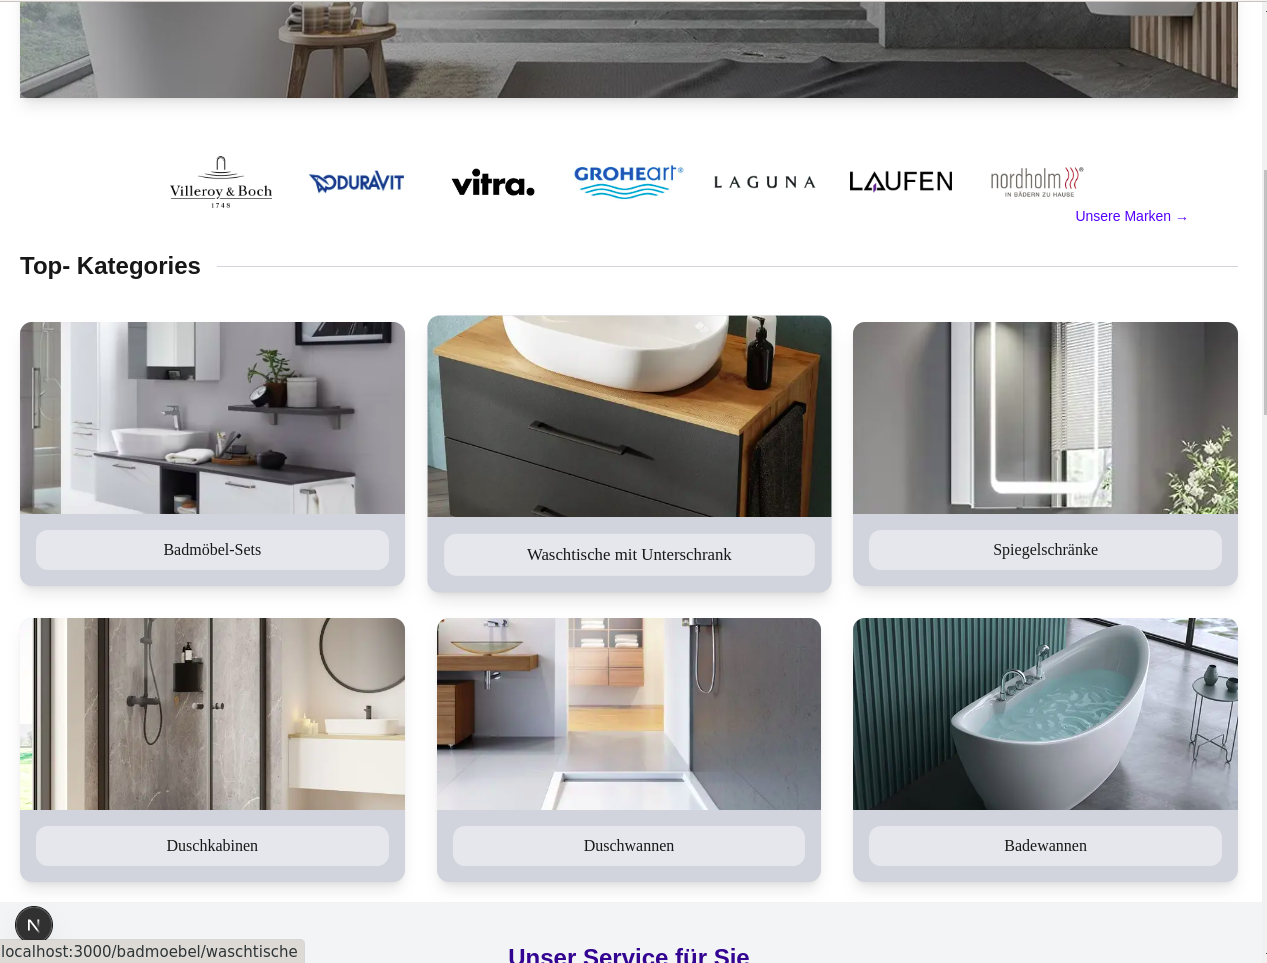 Villeroy & Boch
1748
DURAVIT
vitra.
GROHEart®
LAGUNA
LAUFEN
nordholm®
IN BÄDERN ZU HAUSE
Unsere Marken →
Top- Kategories
Badmöbel-Sets
Waschtische mit Unterschrank
Spiegelschränke
Duschkabinen
Duschwannen
Badewannen
N
localhost:3000/badmoebel/waschtische
Unser Service für Sie